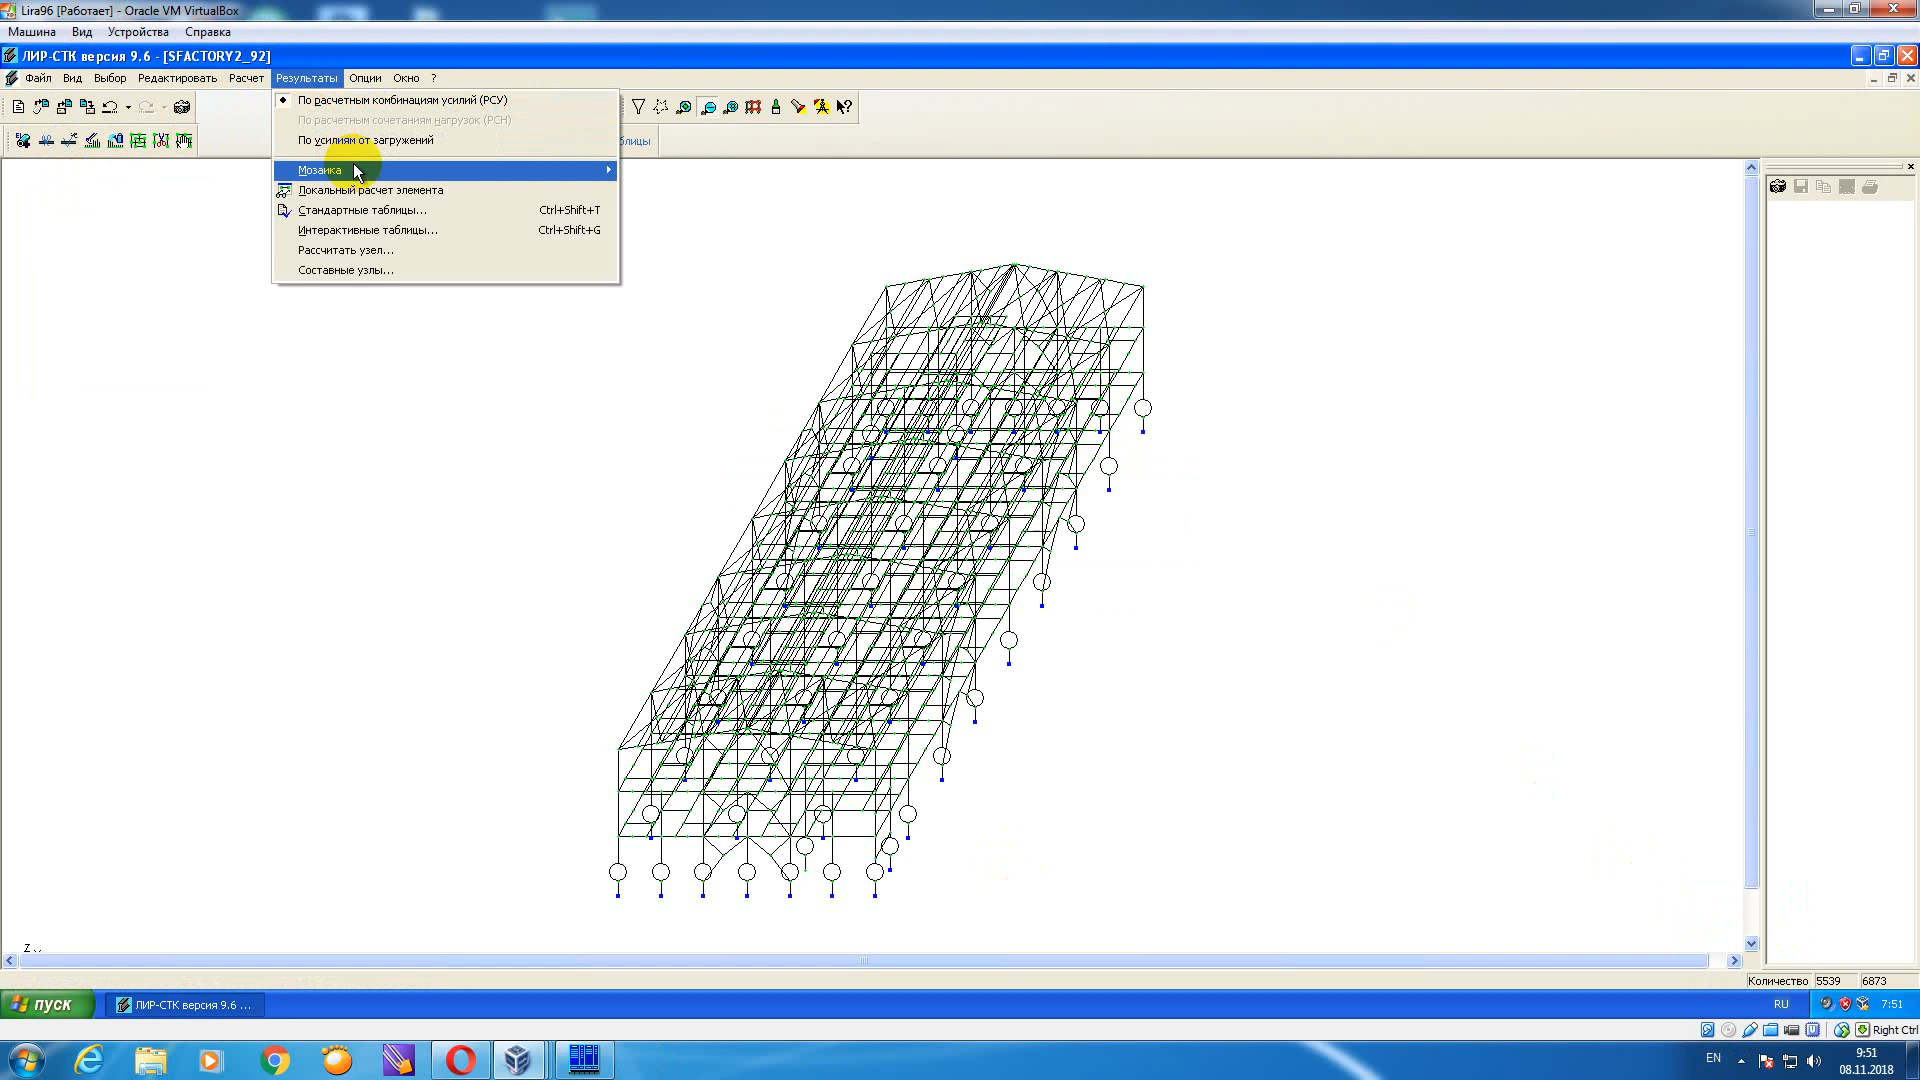 Lira96 [Работает] - Oracle VM VirtualBox
Машина Вид Устройства Справка
ЛИР-СТК версия 9.6 - [SFACTORY2_92]
Файл Вид Выбор Редактировать Расчет Результаты Опции Окно ?
По расчетным комбинациям усилий (РСУ)
По расчетным сочетаниям нагрузок (РСН)
По усилиям от загружений
блицы
Мозаика
Локальный расчет элемента
Стандартные таблицы... Ctrl+Shift+T
Интерактивные таблицы... Ctrl+Shift+G
Рассчитать узел...
Составные узлы...
Z
Количество 5539 6873
пуск ЛИР-СТК версия 9.6 ... RU 7:51
Right Ctrl
EN 9:51
08.11.2018